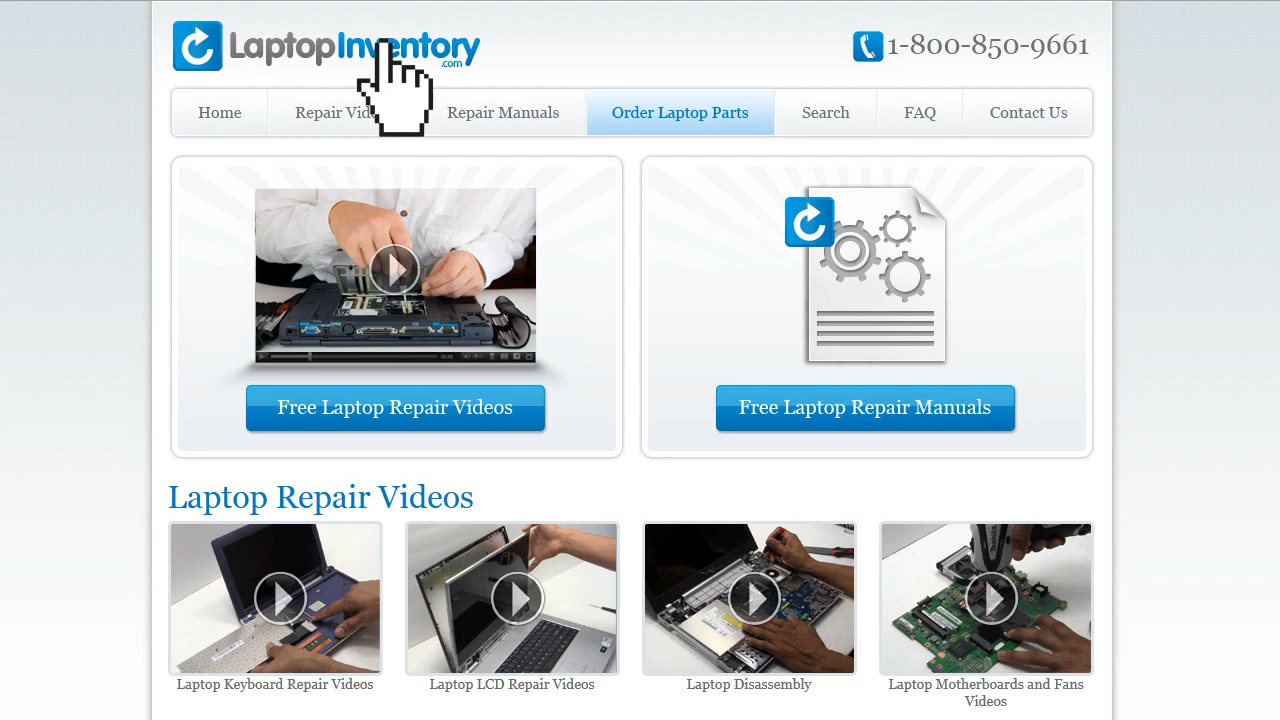 LaptopInventory
.com
1-800-850-9661
Home
Repair Vid
Repair Manuals
Order Laptop Parts
Search
FAQ
Contact Us
Free Laptop Repair Videos
Free Laptop Repair Manuals
Laptop Repair Videos
Laptop Keyboard Repair Videos
Laptop LCD Repair Videos
Laptop Disassembly
Laptop Motherboards and Fans
Videos